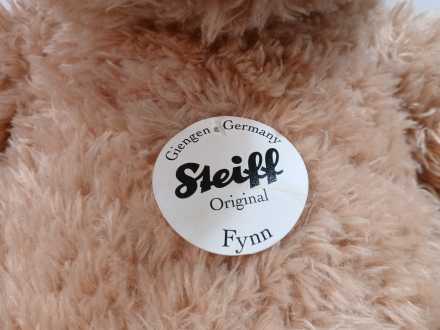 Giengen Germany
Steiff
Original
Fynn